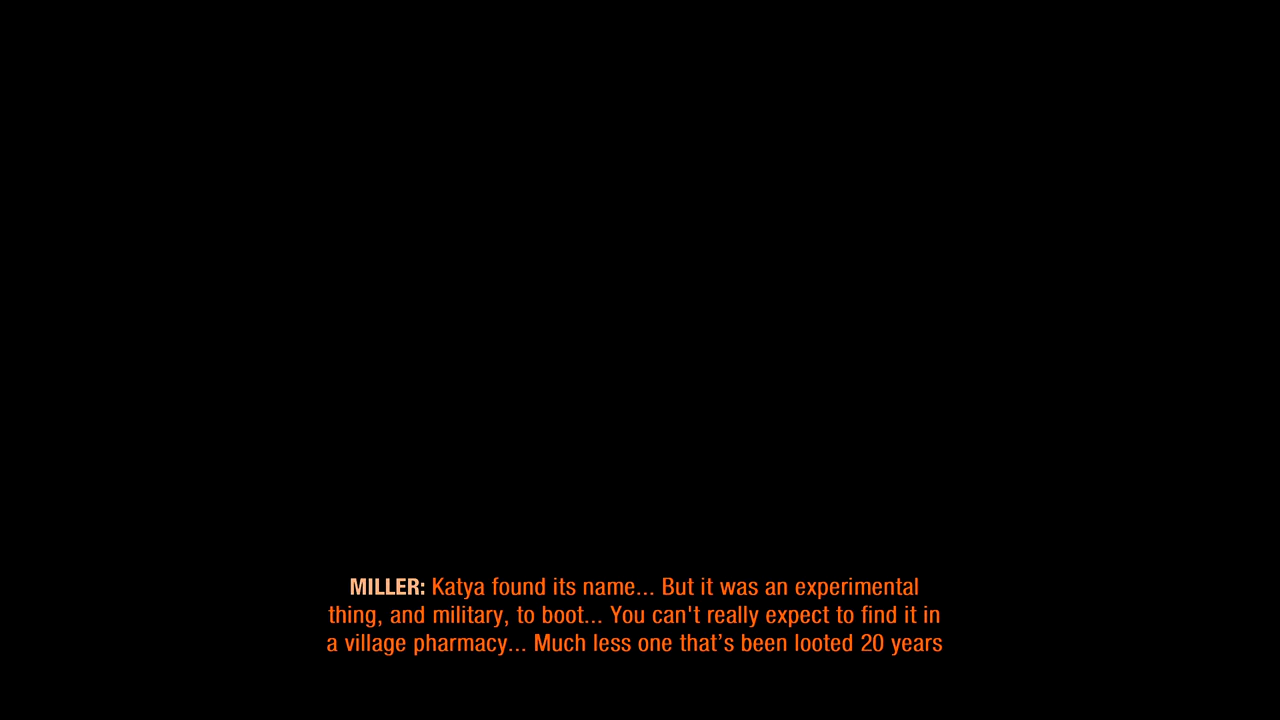 MILLER: Katya found its name... But it was an experimental
thing, and military, to boot... You can't really expect to find it in
a village pharmacy... Much less one that’s been looted 20 years